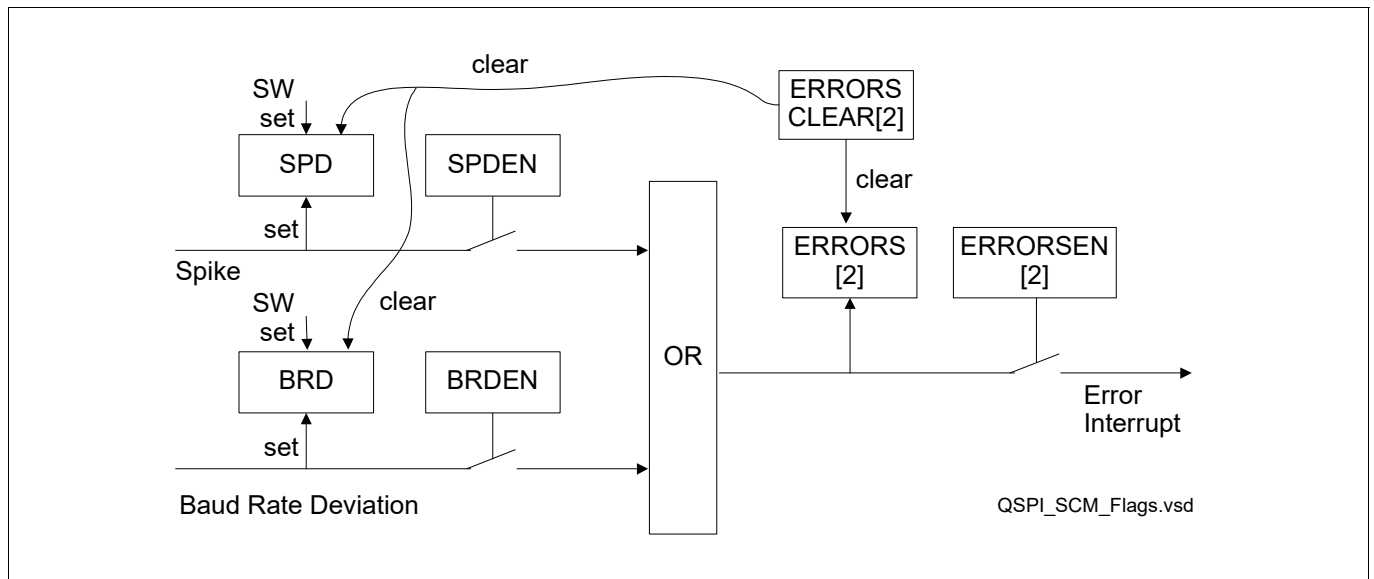 clear
SW
set
ERRORS
CLEAR[2]
SPD
SPDEN
clear
set
Spike
ERRORS
[2]
ERRORSEN
[2]
SW
set
clear
BRD
BRDEN
OR
Error
Interrupt
set
Baud Rate Deviation
QSPI_SCM_Flags.vsd